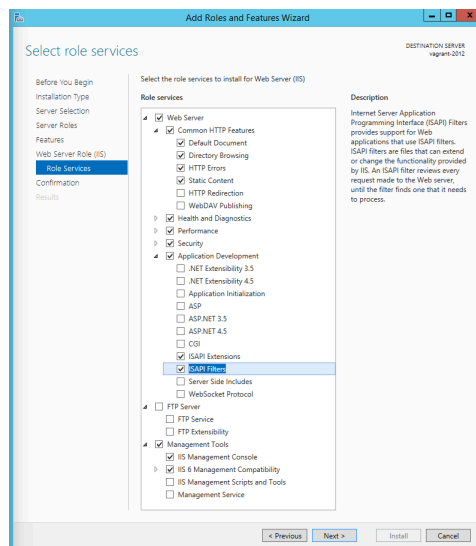 Add Roles and Features Wizard
Select role services
DESTINATION SERVER
vagrant-2012
Before You Begin
Installation Type
Server Selection
Server Roles
Features
Web Server Role (IIS)
Role Services
Confirmation
Results
Select the role services to install for Web Server (IIS)
Role services
Web Server
Common HTTP Features
Default Document
Directory Browsing
HTTP Errors
Static Content
HTTP Redirection
WebDAV Publishing
Health and Diagnostics
Performance
Security
Application Development
.NET Extensibility 3.5
.NET Extensibility 4.5
Application Initialization
ASP
ASP.NET 3.5
ASP.NET 4.5
CGI
ISAPI Extensions
ISAPI Filters
Server Side Includes
WebSocket Protocol
FTP Server
FTP Service
FTP Extensibility
Management Tools
IIS Management Console
IIS 6 Management Compatibility
IIS Management Scripts and Tools
Management Service
Description
Internet Server Application
Programming Interface (ISAPI) Filters
provides support for Web
applications that use ISAPI filters.
ISAPI filters are files that can extend
or change the functionality provided
by IIS. An ISAPI filter reviews every
request made to the Web server,
until the filter finds one that it needs
to process.
< Previous
Next >
Install
Cancel